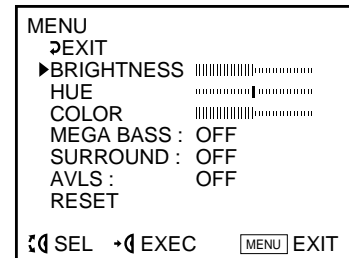 MENU
EXIT
BRIGHTNESS
HUE
COLOR
MEGA BASS : OFF
SURROUND : OFF
AVLS : OFF
RESET
SEL EXEC MENU EXIT